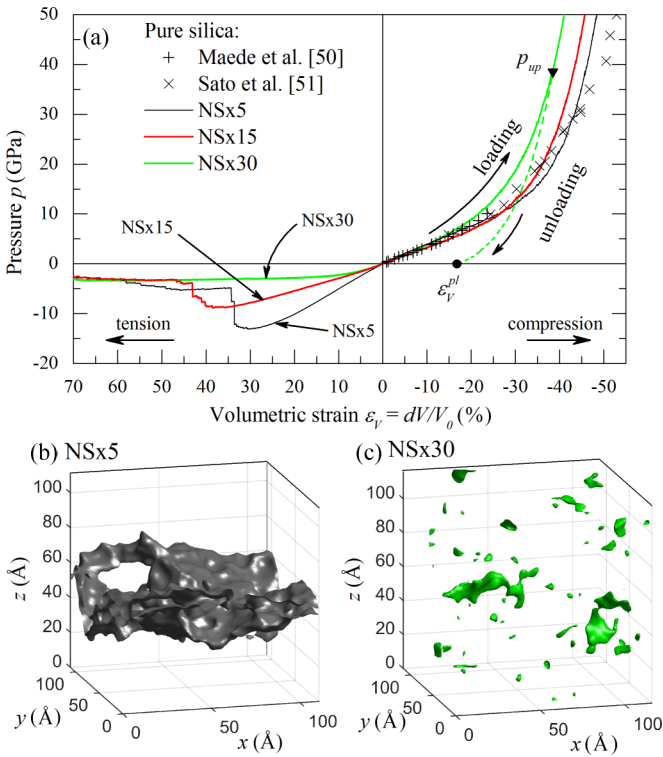 (a)
Pure silica:
+ Maede et al. [50]
× Sato et al. [51]
NSx5
NSx15
NSx30
p_up
loading
unloading
ε_V^pl
NSx30
NSx15
NSx5
tension
compression
50
40
30
20
10
0
-10
-20
Pressure p (GPa)
70 60 50 40 30 20 10 0 -10 -20 -30 -40 -50
Volumetric strain ε_V = dV/V_0 (%)
(b) NSx5
100
80
60
40
20
0
z (Å)
100
50
0
y (Å)
0 50 100
x (Å)
(c) NSx30
100
80
60
40
20
0
z (Å)
100
50
0
y (Å)
0 50 100
x (Å)